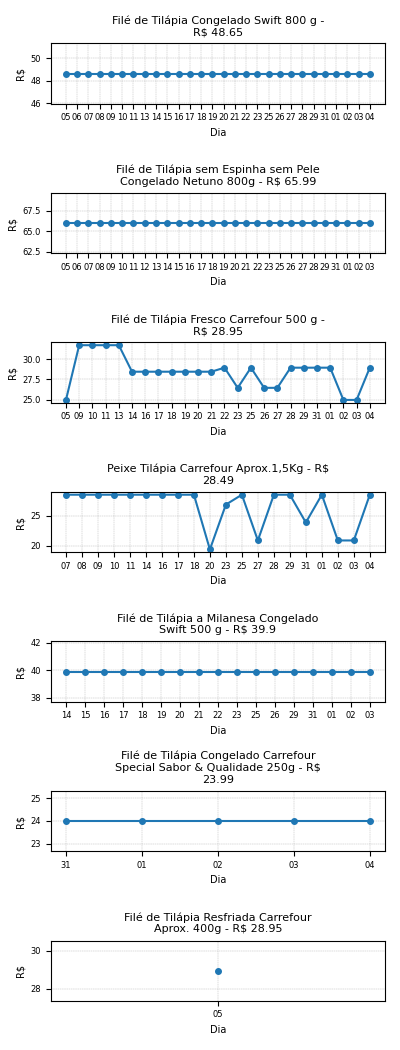 Filé de Tilápia Congelado Swift 800 g -
R$ 48.65
50
48
46
R$
05 06 07 08 09 10 11 13 14 15 16 17 18 19 20 21 22 23 24 25 26 27 28 29 31 01 02 03 04
Dia
Filé de Tilápia sem Espinha sem Pele
Congelado Netuno 800g - R$ 65.99
67.5
65.0
62.5
R$
05 06 07 08 09 10 11 12 13 14 15 16 17 18 19 20 21 22 23 25 26 27 28 29 31 01 02 03
Dia
Filé de Tilápia Fresco Carrefour 500 g -
R$ 28.95
30.0
27.5
25.0
R$
05 09 10 11 13 14 15 16 17 18 19 20 21 22 23 25 26 27 28 29 31 01 02 03 04
Dia
Peixe Tilápia Carrefour Aprox.1,5Kg - R$
28.49
25
20
R$
07 08 09 10 11 14 16 17 18 20 23 25 27 28 29 31 01 02 03 04
Dia
Filé de Tilápia a Milanesa Congelado
Swift 500 g - R$ 39.9
42
40
38
R$
14 15 16 17 18 19 20 21 22 23 25 26 29 31 01 02 03
Dia
Filé de Tilápia Congelado Carrefour
Special Sabor & Qualidade 250g - R$
23.99
25
24
23
R$
31 01 02 03 04
Dia
Filé de Tilápia Resfriada Carrefour
Aprox. 400g - R$ 28.95
30
28
R$
05
Dia